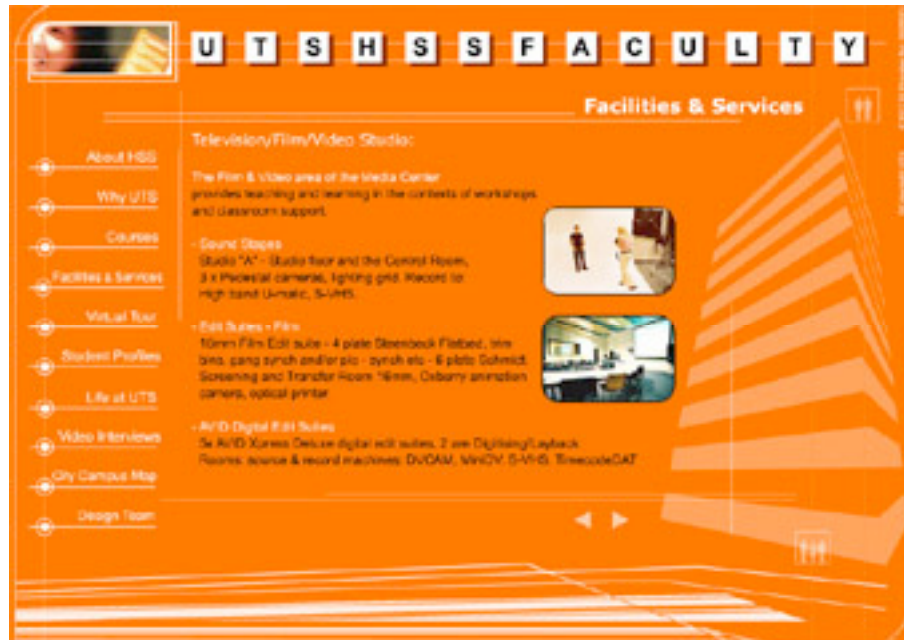 UTSHSSFACULTY
Facilities & Services
Television/Film/Video Studio:
About HSS
Why UTS
Courses
Facilities & Services
Virtual Tour
Student Profiles
Life at UTS
Video Interviews
City Campus Map
Design Team
The Film & Video area of the Media Center
provides teaching and learning in the contexts of workshops
and classroom support.
- Sound Stages
Studio "A" - Studio floor and the Control Room,
3 x Pedestal cameras, lighting grid. Record to:
High band U-matic, S-VHS.
- Edit Suites - Film
16mm Film Edit suite - 4 plate Steenbeck Flatbed, trim
bins, gang synch and/or pic - synch etc - 6 plate Schmidt.
Screening and Transfer Room 16mm, Oxberry animation
camera, optical printer
- AVID Digital Edit Suites
5x AVID Xpress Deluxe digital edit suites, 2 are Digitising/Layback
Rooms: source & record machines: DVCAM, MiniDV, S-VHS, TimecodeDAT